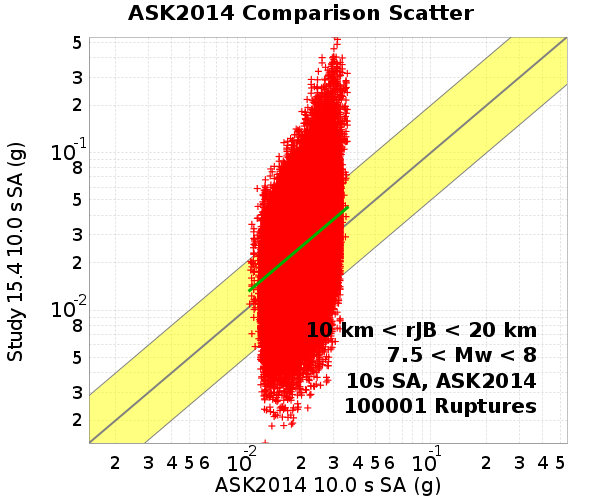 ASK2014 Comparison Scatter
5
3
2
10-1
8
5
3
2
10-2
8
5
3
2
Study 15.4 10.0 s SA (g)
10 km < rJB < 20 km
7.5 < Mw < 8
10s SA, ASK2014
100001 Ruptures
2 3 4 5 6 10-2 2 3 4 5 6 10-1 2 3 4 5
ASK2014 10.0 s SA (g)